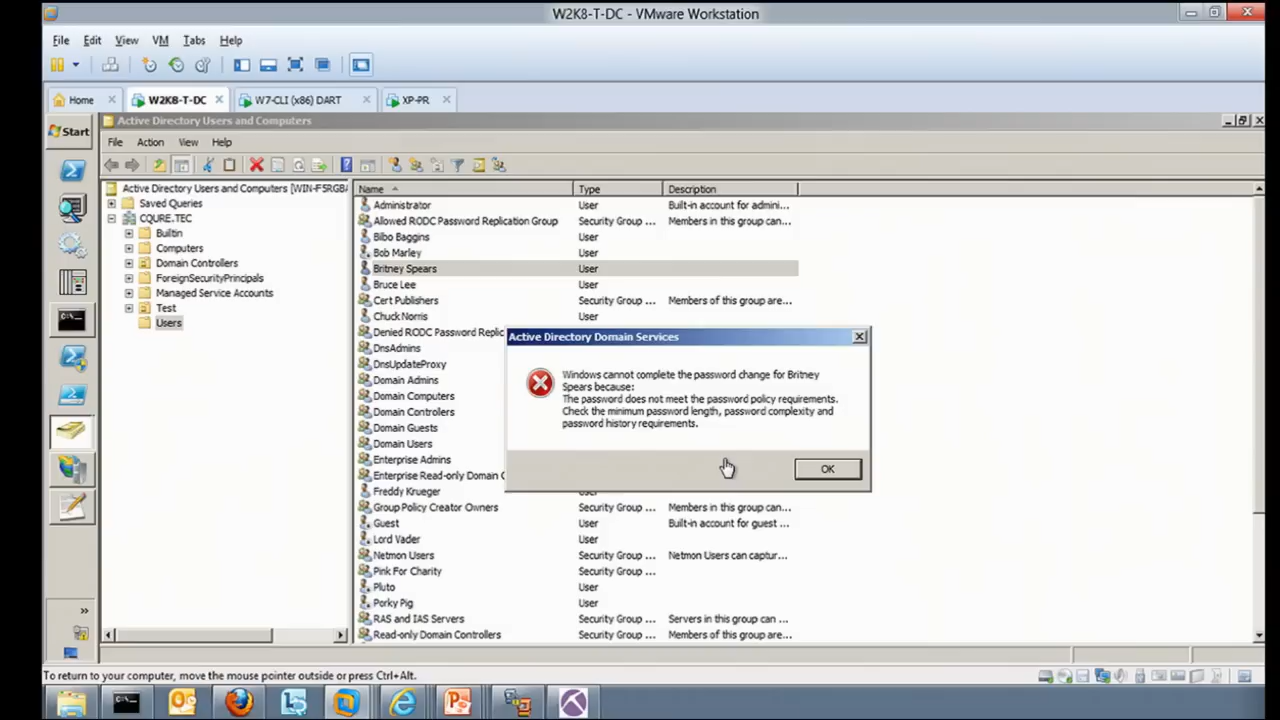 W2K8-T-DC - VMware Workstation
File Edit View VM Tabs Help
Home W2K8-T-DC W7-CLI (x86) DART XP-PR
Start
Active Directory Users and Computers
File Action View Help
Active Directory Users and Computers [WIN-F5RGB
Saved Queries
CQURE.TEC
Builtin
Computers
Domain Controllers
ForeignSecurityPrincipals
Managed Service Accounts
Test
Users
Name Type Description
Administrator User Built-in account for admini...
Allowed RODC Password Replication Group Security Group ... Members in this group can...
Bibo Baggins User
Bob Marley User
Britney Spears User
Bruce Lee User
Cert Publishers Security Group ... Members of this group are...
Chuck Norris User
Denied RODC Password Replic
DnsAdmins
DnsUpdateProxy
Domain Admins
Domain Computers
Domain Controllers
Domain Guests
Domain Users
Enterprise Admins
Enterprise Read-only Domain C
Freddy Krueger User
Group Policy Creator Owners Security Group ... Members in this group can...
Guest User Built-in account for guest ...
Lord Vader User
Netmon Users Security Group ... Netmon Users can captur...
Pink For Charity Security Group ...
Pluto User
Porky Pig User
RAS and IAS Servers Security Group ... Servers in this group can ...
Read-only Domain Controllers Security Group ... Members of this group are...
Active Directory Domain Services
Windows cannot complete the password change for Britney
Spears because:
The password does not meet the password policy requirements.
Check the minimum password length, password complexity and
password history requirements.
OK
To return to your computer, move the mouse pointer outside or press Ctrl+Alt.